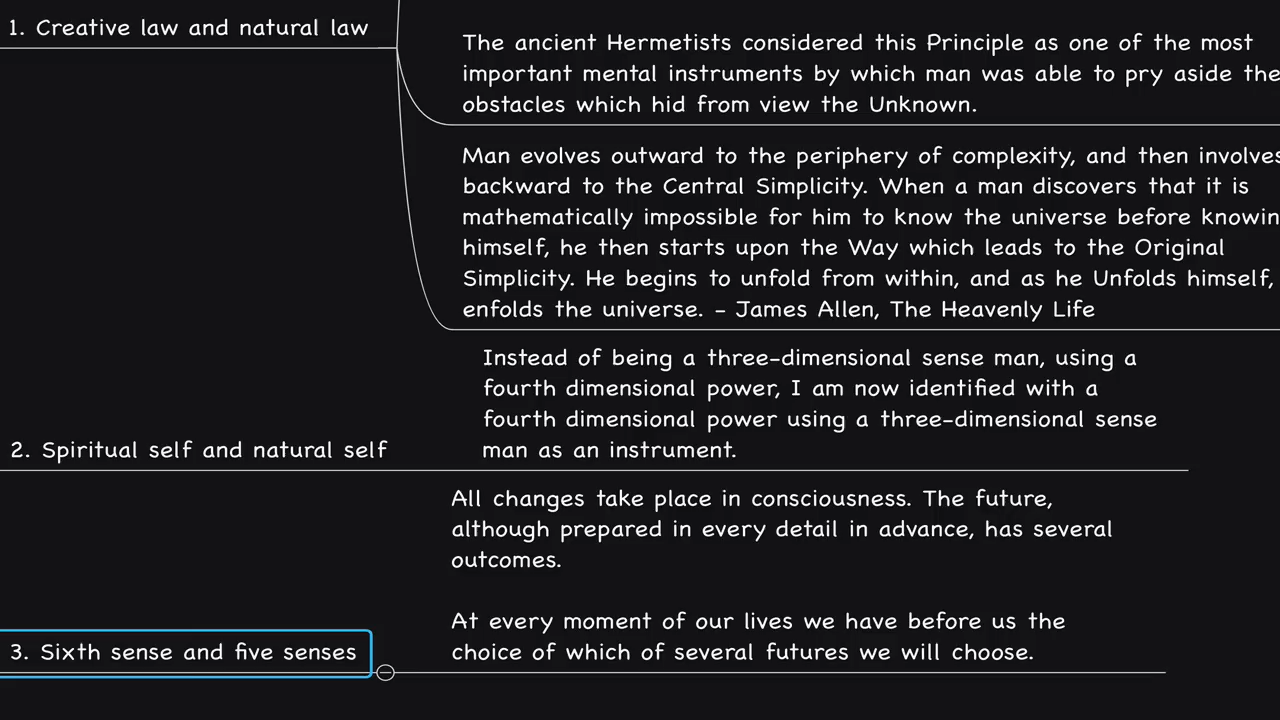 1. Creative law and natural law
The ancient Hermetists considered this Principle as one of the most
important mental instruments by which man was able to pry aside the
obstacles which hid from view the Unknown.
Man evolves outward to the periphery of complexity, and then involves
backward to the Central Simplicity. When a man discovers that it is
mathematically impossible for him to know the universe before knowin
himself, he then starts upon the Way which leads to the Original
Simplicity. He begins to unfold from within, and as he Unfolds himself,
enfolds the universe. - James Allen, The Heavenly Life
2. Spiritual self and natural self
Instead of being a three-dimensional sense man, using a
fourth dimensional power, I am now identified with a
fourth dimensional power using a three-dimensional sense
man as an instrument.
3. Sixth sense and five senses
All changes take place in consciousness. The future,
although prepared in every detail in advance, has several
outcomes.
At every moment of our lives we have before us the
choice of which of several futures we will choose.